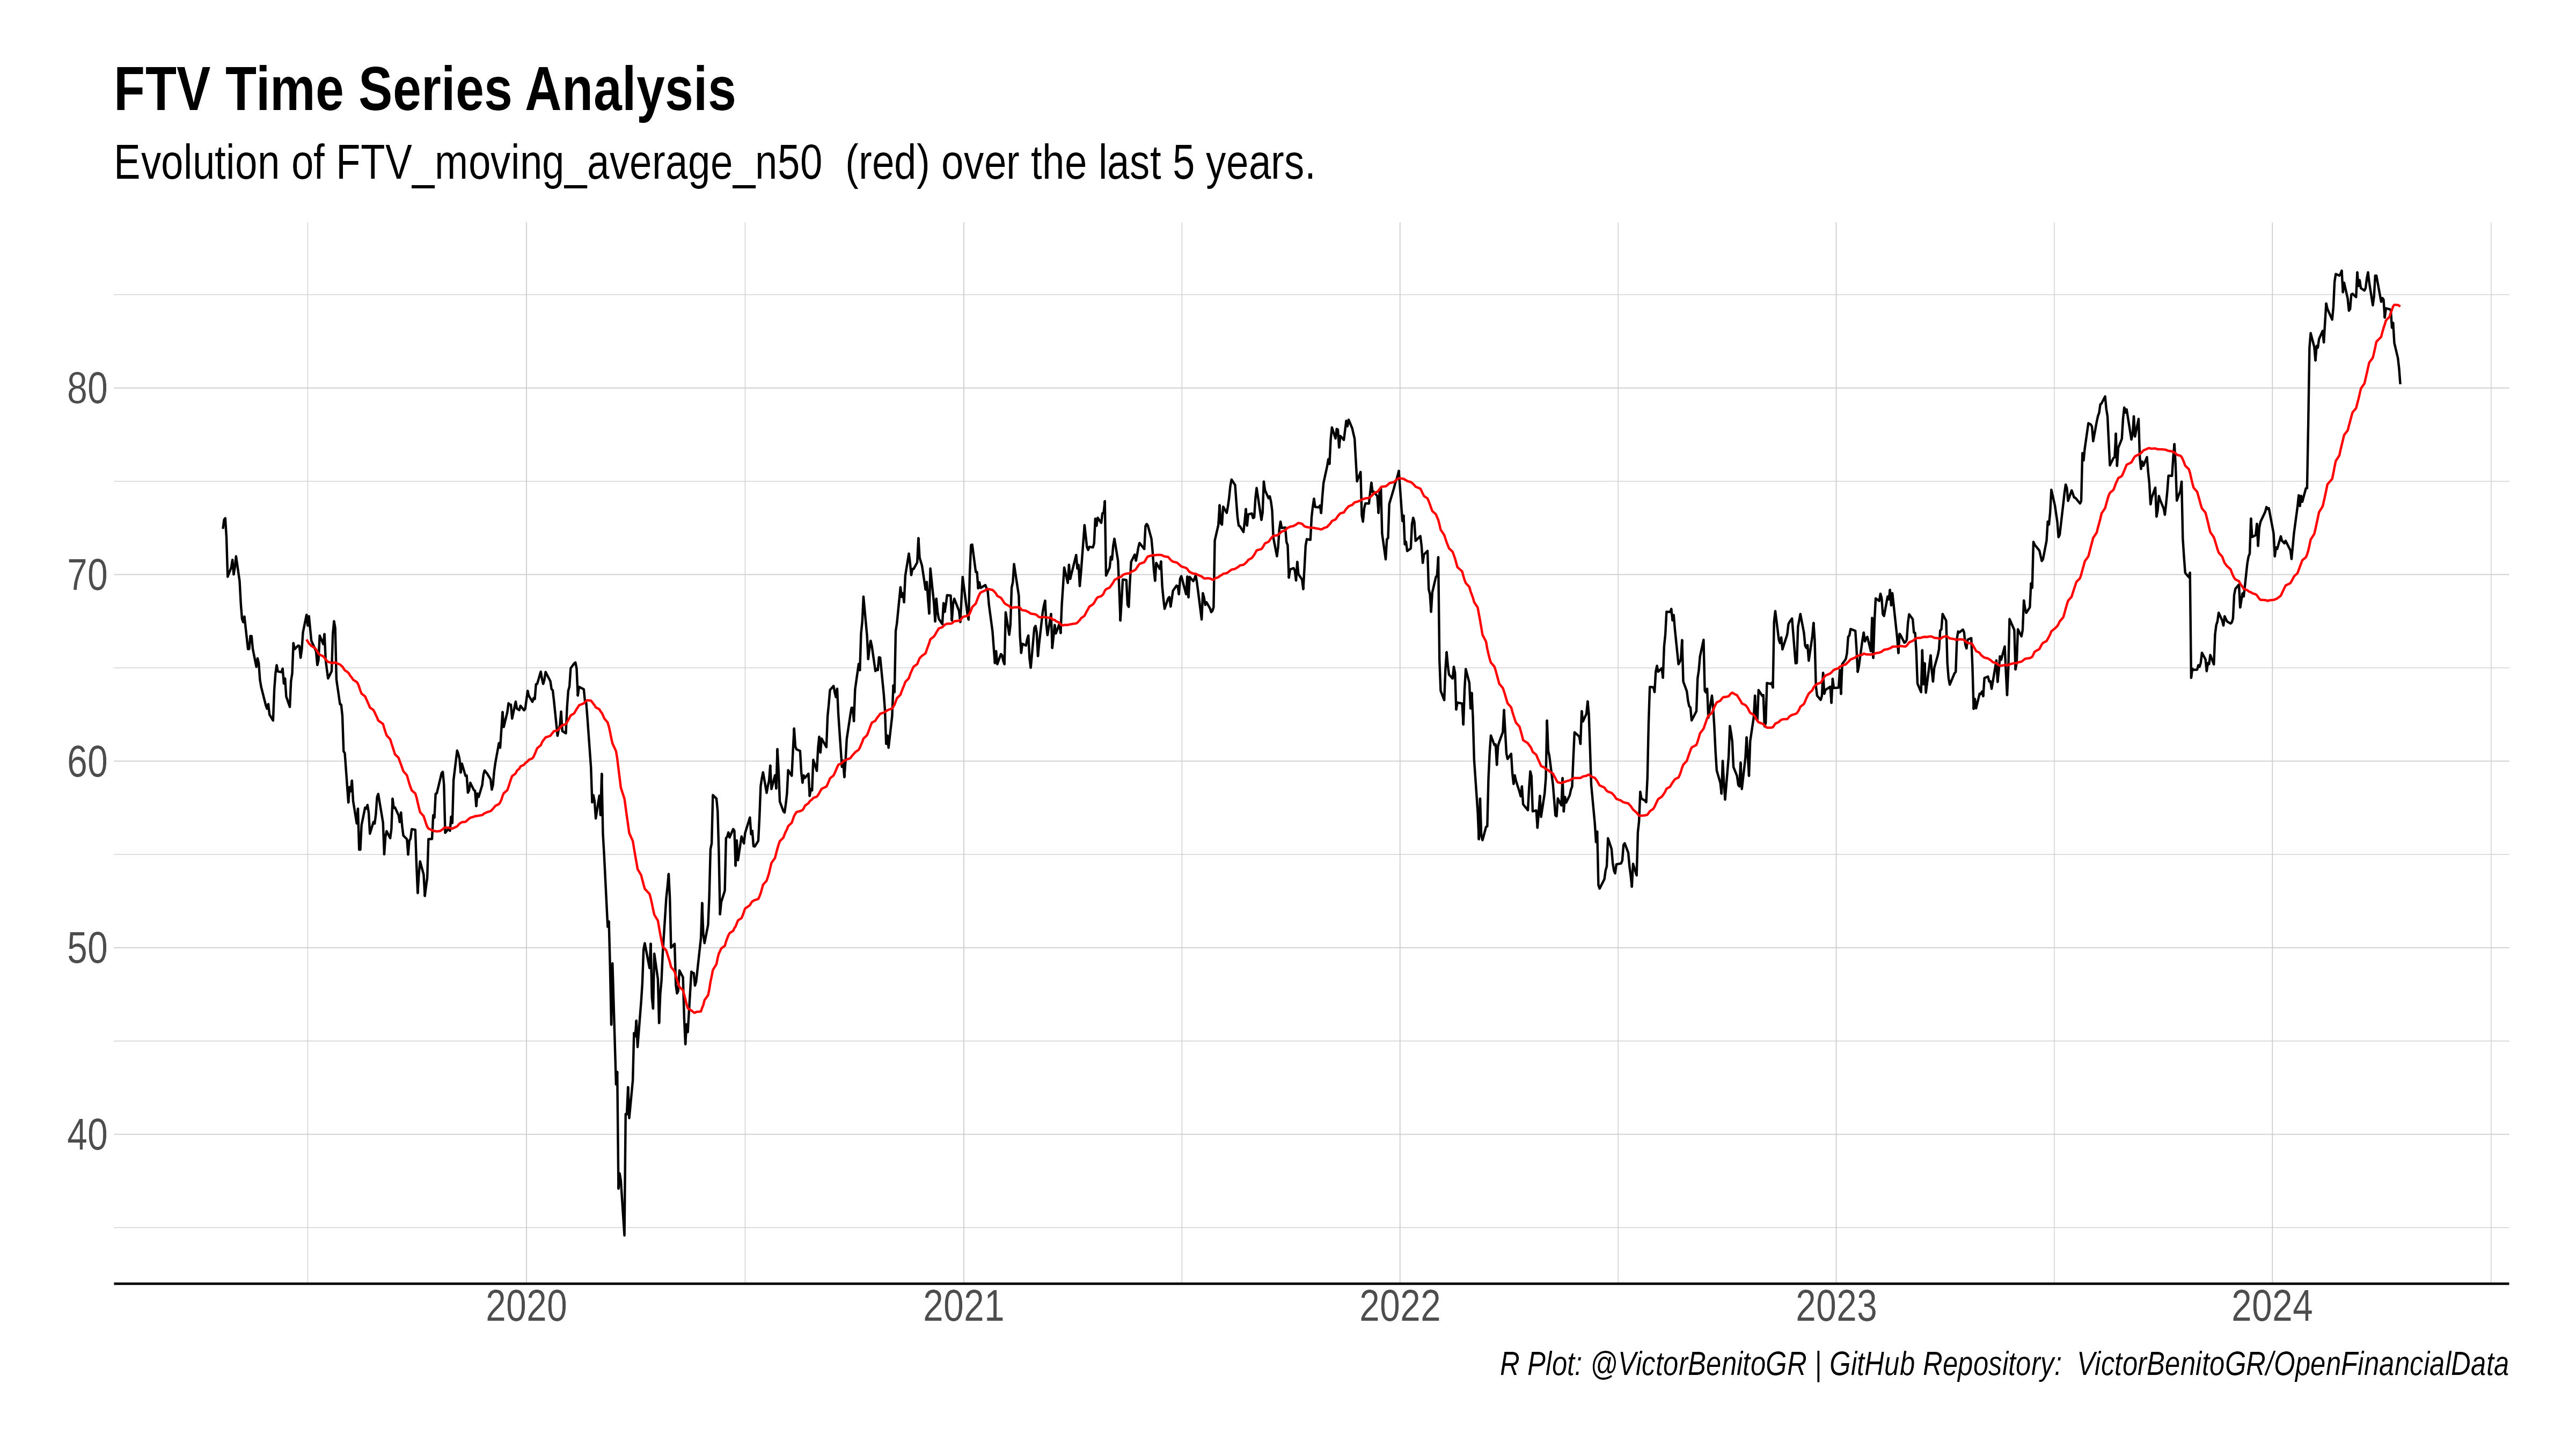 FTV Time Series Analysis
Evolution of FTV_moving_average_n50  (red) over the last 5 years.
80
70
60
50
40
2020 2021 2022 2023 2024
R Plot: @VictorBenitoGR | GitHub Repository:  VictorBenitoGR/OpenFinancialData